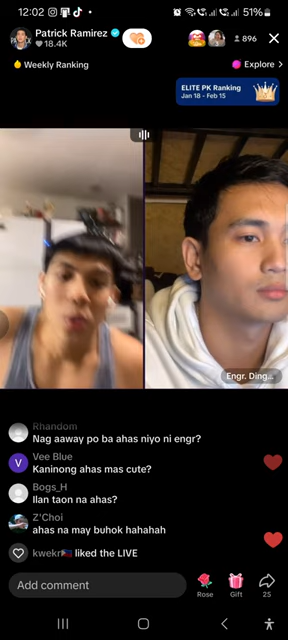 12:02
51%
Patrick Ramirez
18.4K
896
Weekly Ranking
Explore >
ELITE PK Ranking
Jan 18 - Feb 15
Engr. Ding...
Rhandom
Nag aaway po ba ahas niyo ni engr?
V
Vee Blue
Kaninong ahas mas cute?
Bogs_H
Ilan taon na ahas?
Z'Choi
ahas na may buhok hahahah
kwekrn🇵🇭 liked the LIVE
Add comment
Rose
Gift
25